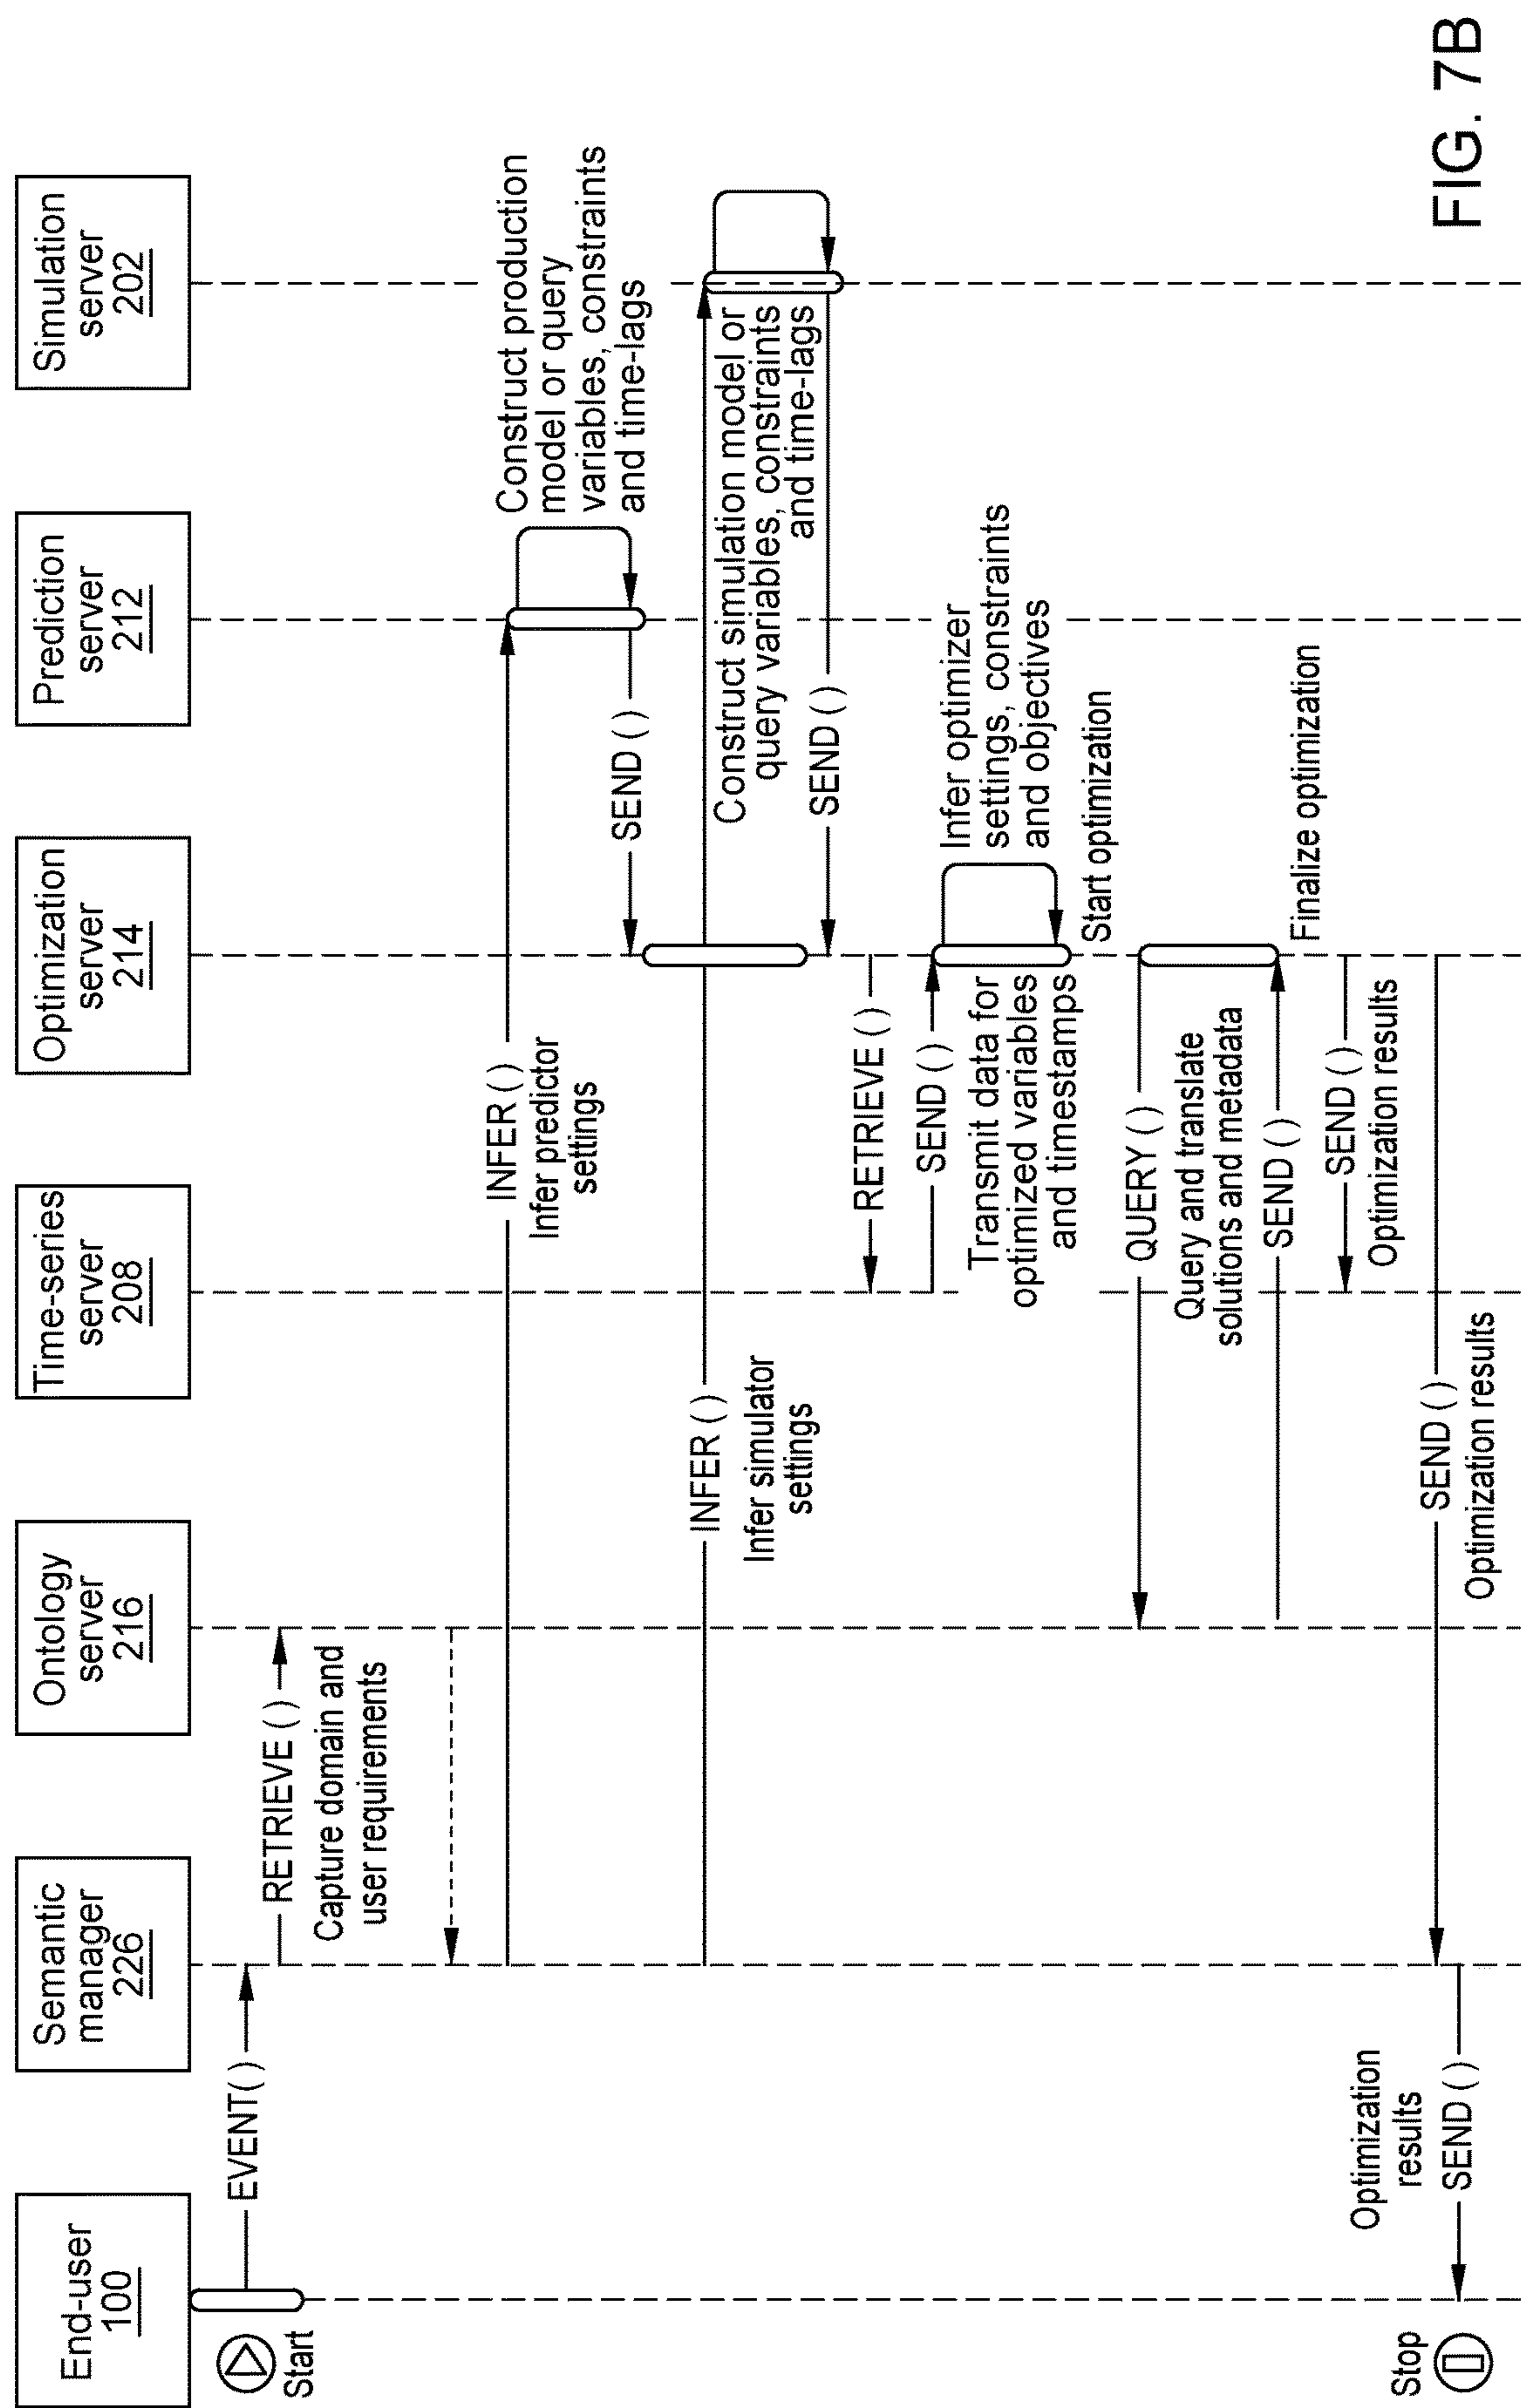 End-user
100
Semantic
manager
226
Ontology
server
216
Time-series
server
208
Optimization
server
214
Prediction
server
212
Simulation
server
202
Start
EVENT( )
RETRIEVE ( )
Capture domain and
user requirements
INFER ( )
Infer predictor
settings
Construct production
model or query
variables, constraints
and time-lags
SEND ( )
INFER ( )
Infer simulator
settings
Construct simulation model or
query variables, constraints
and time-lags
SEND ( )
RETRIEVE ( )
SEND ( )
Transmit data for
optimized variables
and timestamps
Infer optimizer
settings, constraints
and objectives
Start optimization
QUERY ( )
Query and translate
solutions and metadata
SEND ( )
Finalize optimization
SEND ( )
Optimization results
SEND ( )
Optimization results
Optimization
results
SEND ( )
Stop
FIG. 7B